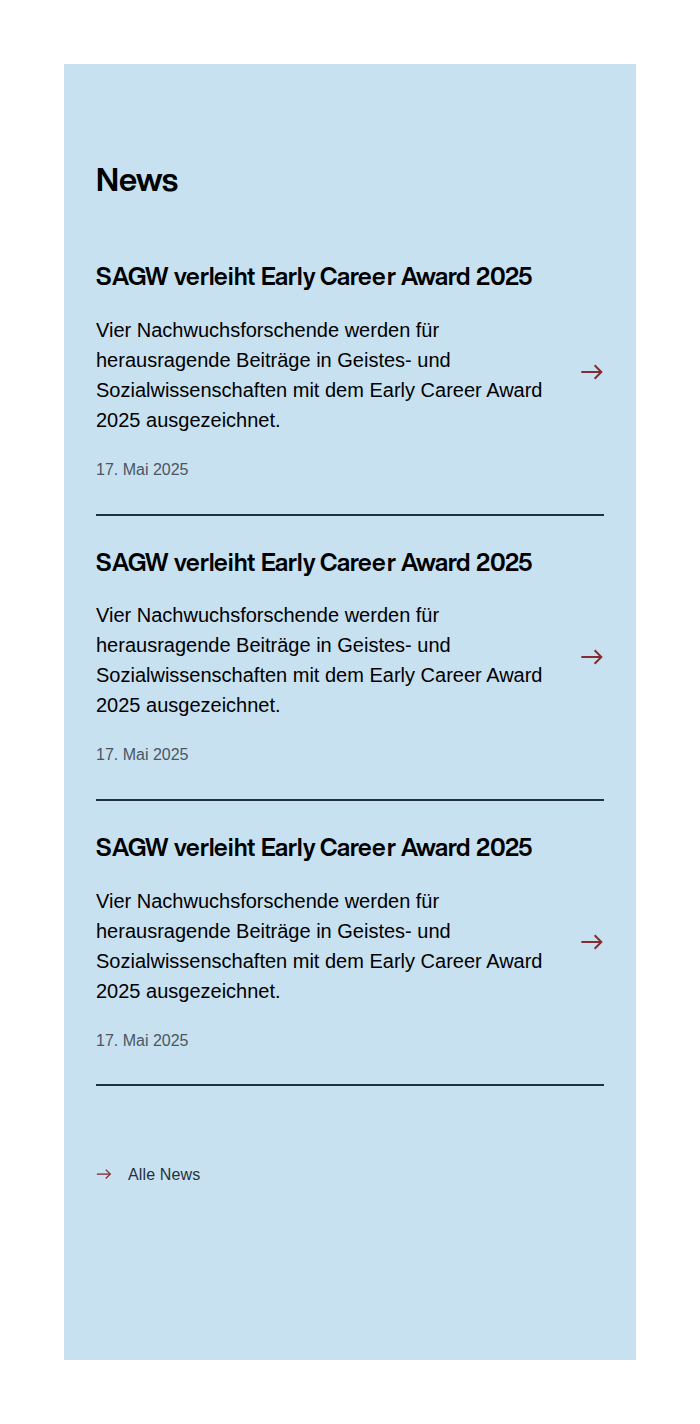 News
SAGW verleiht Early Career Award 2025
Vier Nachwuchsforschende werden für
herausragende Beiträge in Geistes- und
Sozialwissenschaften mit dem Early Career Award
2025 ausgezeichnet.
17. Mai 2025
SAGW verleiht Early Career Award 2025
Vier Nachwuchsforschende werden für
herausragende Beiträge in Geistes- und
Sozialwissenschaften mit dem Early Career Award
2025 ausgezeichnet.
17. Mai 2025
SAGW verleiht Early Career Award 2025
Vier Nachwuchsforschende werden für
herausragende Beiträge in Geistes- und
Sozialwissenschaften mit dem Early Career Award
2025 ausgezeichnet.
17. Mai 2025
Alle News